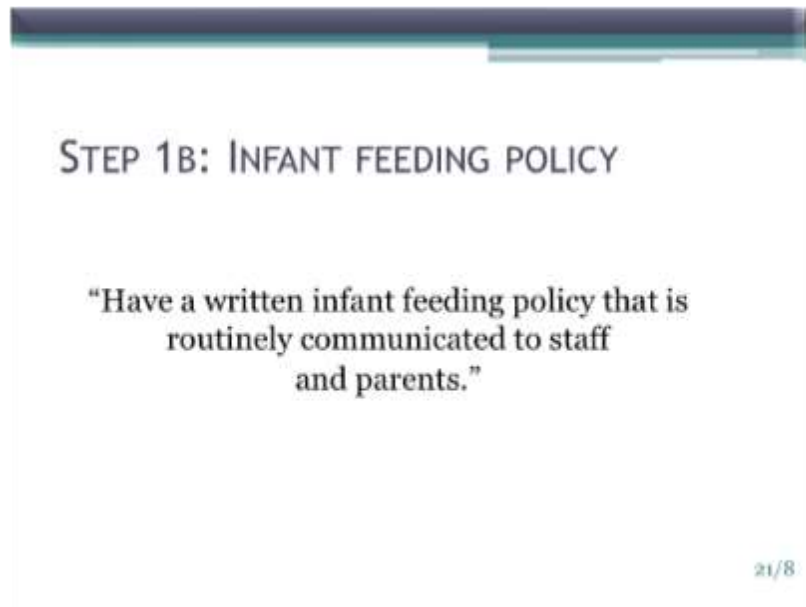 STEP 1B: INFANT FEEDING POLICY
“Have a written infant feeding policy that is
routinely communicated to staff
and parents.”
21/8